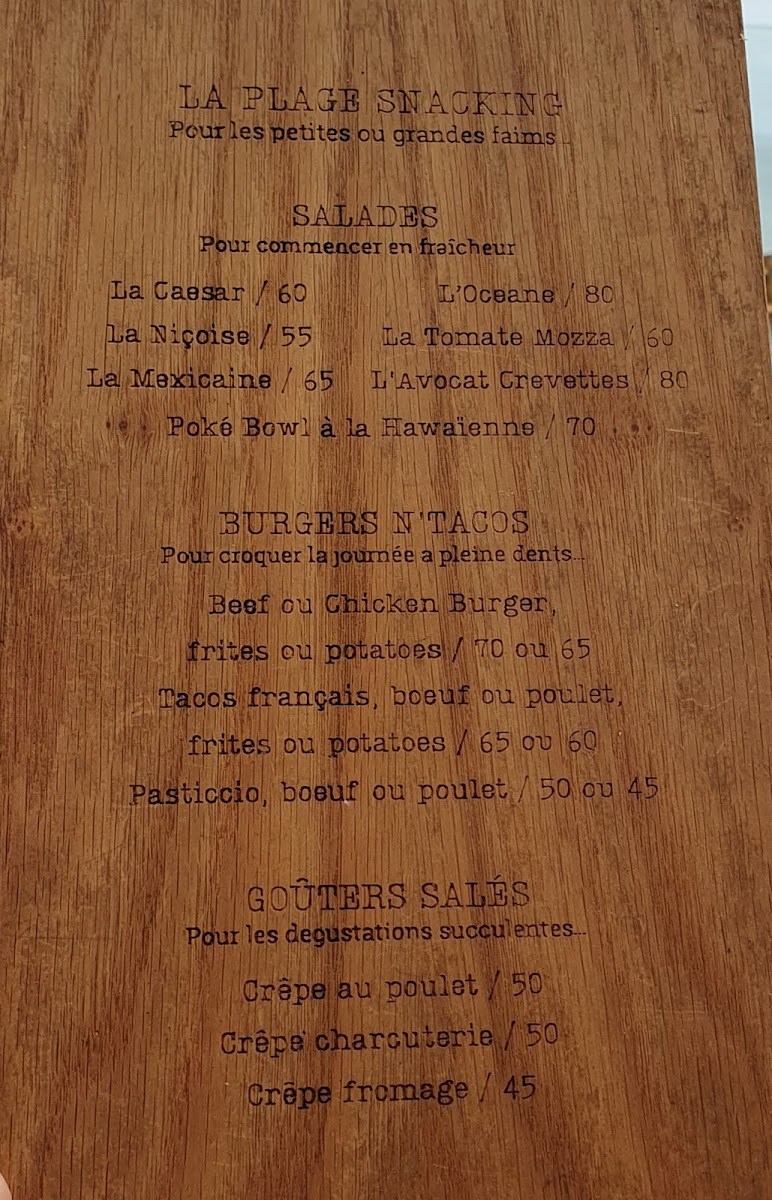 LA PLAGE SNACKING
Pour les petites ou grandes faims...
SALADES
Pour commencer en fraîcheur
La Caesar / 60
L'Oceane / 80
La Niçoise / 55
La Tomate Mozza / 60
La Mexicaine / 65
L'Avocat Crevettes / 80
Poké Bowl à la Hawaïenne / 70
BURGERS N'TACOS
Pour croquer la journée a pleine dents...
Beef ou Chicken Burger,
frites ou potatoes / 70 ou 65
Tacos français, boeuf ou poulet,
frites ou potatoes / 65 ou 60
Pasticcio, boeuf ou poulet / 50 ou 45
GOÛTERS SALÉS
Pour les degustations succulentes...
Crêpe au poulet / 50
Crêpe charcuterie / 50
Crêpe fromage / 45